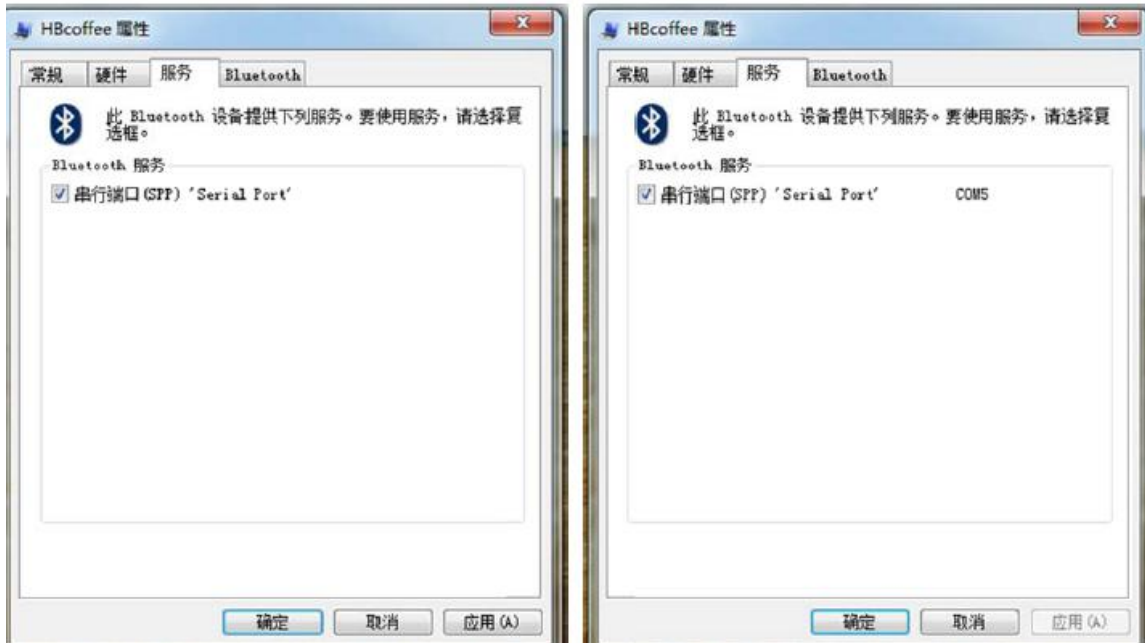 HBcoffee 属性
常规
硬件
服务
Bluetooth
此 Bluetooth 设备提供下列服务。要使用服务，请选择复
选框。
Bluetooth 服务
串行端口(SPP) 'Serial Port'
确定
取消
应用(A)
HBcoffee 属性
常规
硬件
服务
Bluetooth
此 Bluetooth 设备提供下列服务。要使用服务，请选择复
选框。
Bluetooth 服务
串行端口(SPP) 'Serial Port' COM5
确定
取消
应用(A)